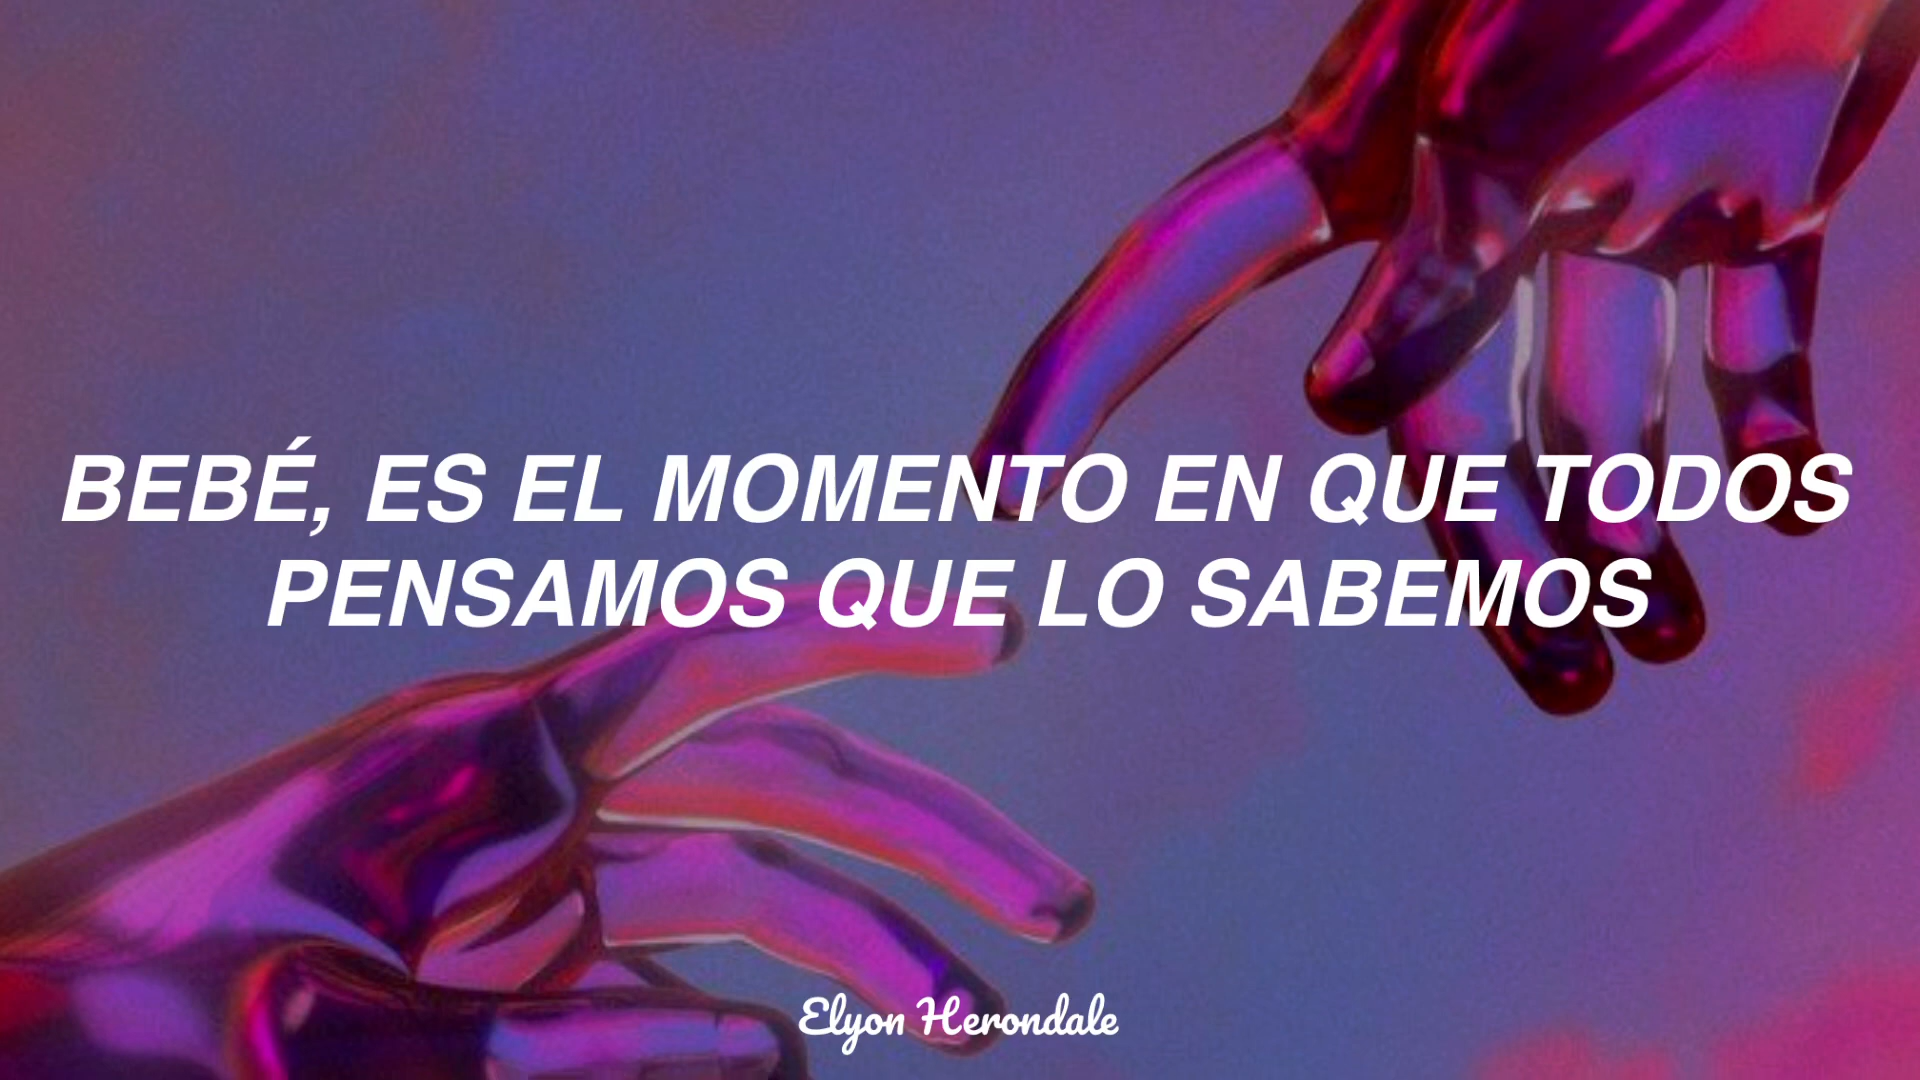 BEBÉ, ES EL MOMENTO EN QUE TODOS
PENSAMOS QUE LO SABEMOS
Elyon Herondale